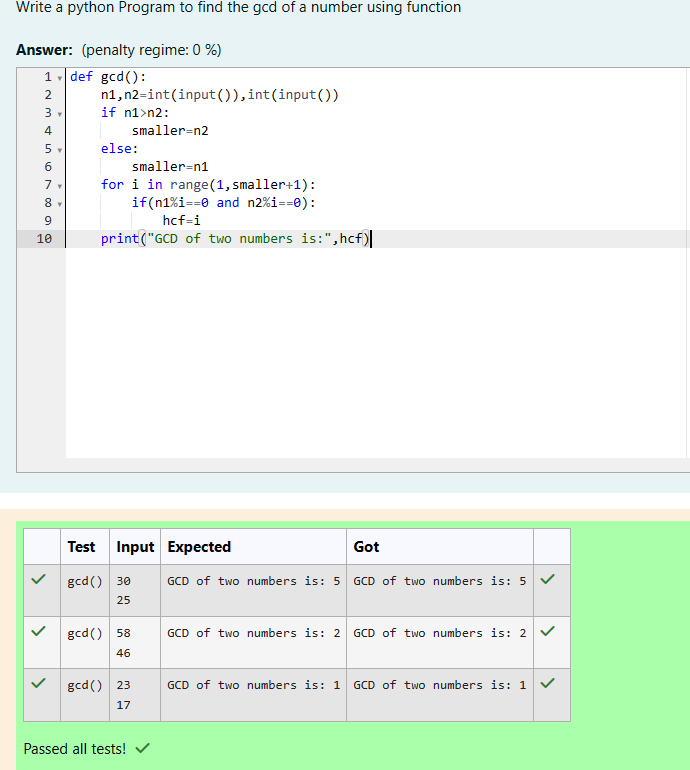 Write a python Program to find the gcd of a number using function
Answer: (penalty regime: 0 %)
1 def gcd():
2     n1,n2=int(input()),int(input())
3     if n1>n2:
4         smaller=n2
5     else:
6         smaller=n1
7     for i in range(1,smaller+1):
8         if(n1%i==0 and n2%i==0):
9             hcf=i
10     print("GCD of two numbers is:",hcf)
Test Input Expected Got
gcd() 30 GCD of two numbers is: 5 GCD of two numbers is: 5
25
gcd() 58 GCD of two numbers is: 2 GCD of two numbers is: 2
46
gcd() 23 GCD of two numbers is: 1 GCD of two numbers is: 1
17
Passed all tests!